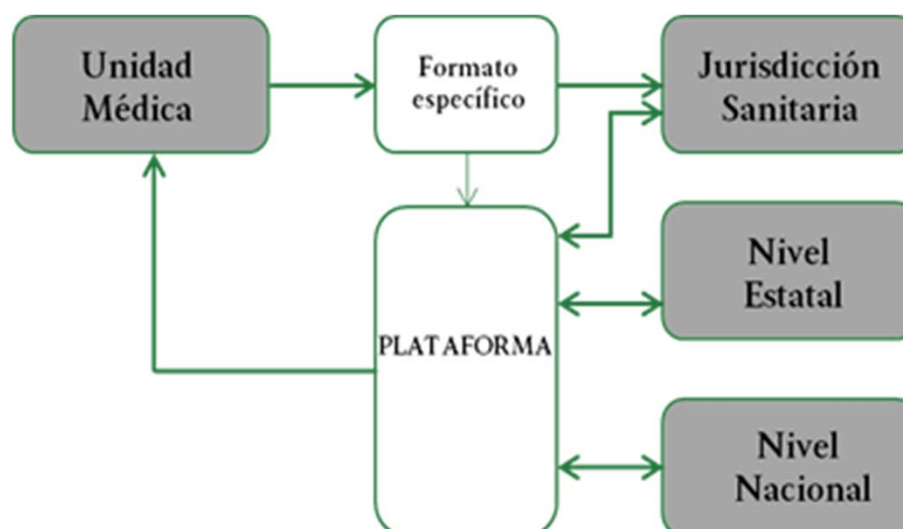 Unidad
Médica
Formato
específico
Jurisdicción
Sanitaria
Nivel
Estatal
PLATAFORMA
Nivel
Nacional